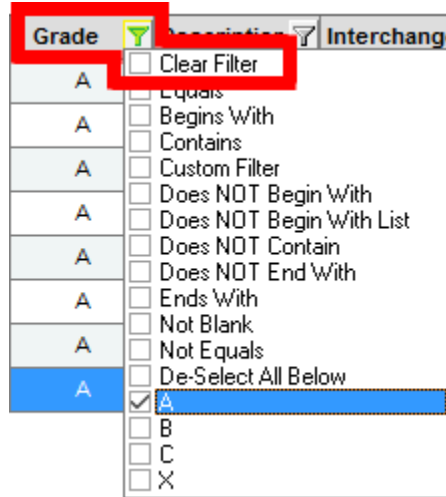 Grade Description Interchang
A
A
A
A
A
A
A
A
Clear Filter
Equals
Begins With
Contains
Custom Filter
Does NOT Begin With
Does NOT Begin With List
Does NOT Contain
Does NOT End With
Ends With
Not Blank
Not Equals
De-Select All Below
A
B
C
X